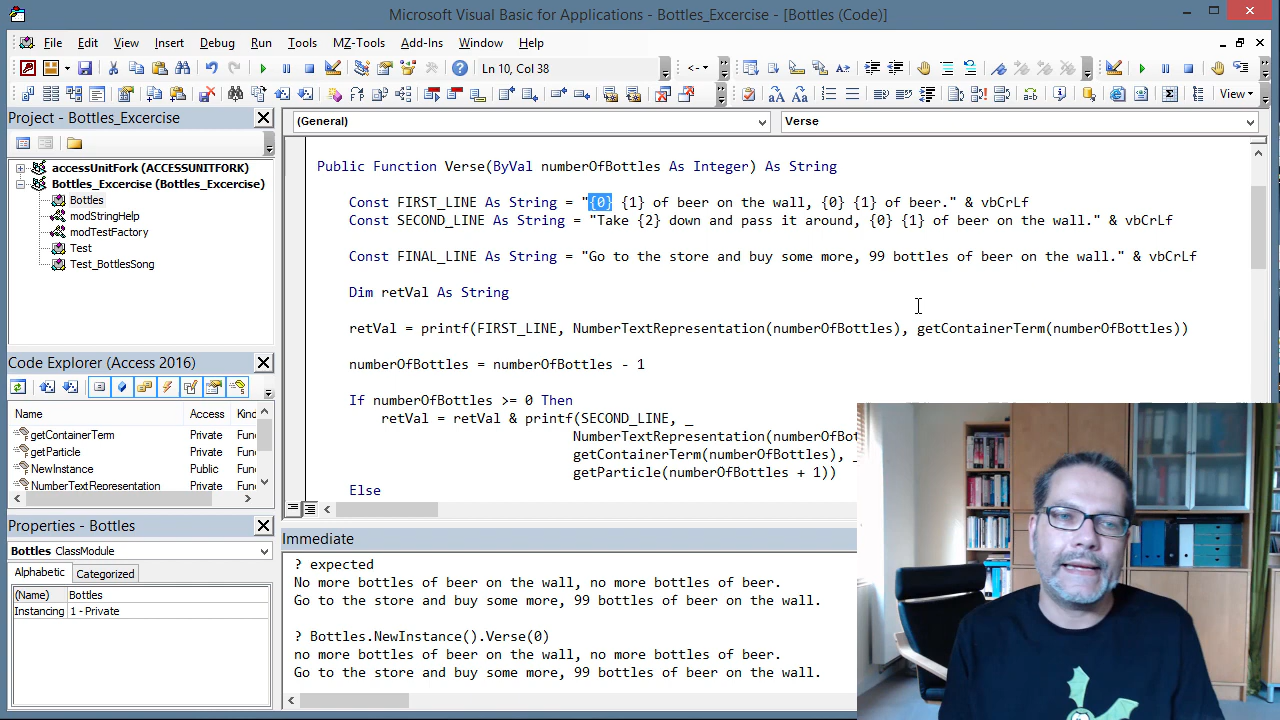 Microsoft Visual Basic for Applications - Bottles_Excercise - [Bottles (Code)]
File Edit View Insert Format Debug Run Tools MZ-Tools Add-Ins Window Help
Ln 10, Col 38
View
Project - Bottles_Excercise
accessUnitFork (ACCESSUNITFORK)
Bottles_Excercise (Bottles_Excercise)
Bottles
modStringHelp
modTestFactory
Test
Test_BottlesSong
Code Explorer (Access 2016)
Name Access Kind
getContainerTerm Private Func
getParticle Private Func
NewInstance Public Func
NumberTextRepresentation Private Func
Properties - Bottles
Bottles ClassModule
Alphabetic Categorized
(Name) Bottles
Instancing 1 - Private
(General) Verse
Public Function Verse(ByVal numberOfBottles As Integer) As String
Const FIRST_LINE As String = "{0} {1} of beer on the wall, {0} {1} of beer." & vbCrLf
Const SECOND_LINE As String = "Take {2} down and pass it around, {0} {1} of beer on the wall." & vbCrLf
Const FINAL_LINE As String = "Go to the store and buy some more, 99 bottles of beer on the wall." & vbCrLf
Dim retVal As String
retVal = printf(FIRST_LINE, NumberTextRepresentation(numberOfBottles), getContainerTerm(numberOfBottles))
numberOfBottles = numberOfBottles - 1
If numberOfBottles >= 0 Then
retVal = retVal & printf(SECOND_LINE, _
NumberTextRepresentation(numberOfBo
getContainerTerm(numberOfBottles), _
getParticle(numberOfBottles + 1))
Else
Immediate
? expected
No more bottles of beer on the wall, no more bottles of beer.
Go to the store and buy some more, 99 bottles of beer on the wall.
? Bottles.NewInstance().Verse(0)
no more bottles of beer on the wall, no more bottles of beer.
Go to the store and buy some more, 99 bottles of beer on the wall.